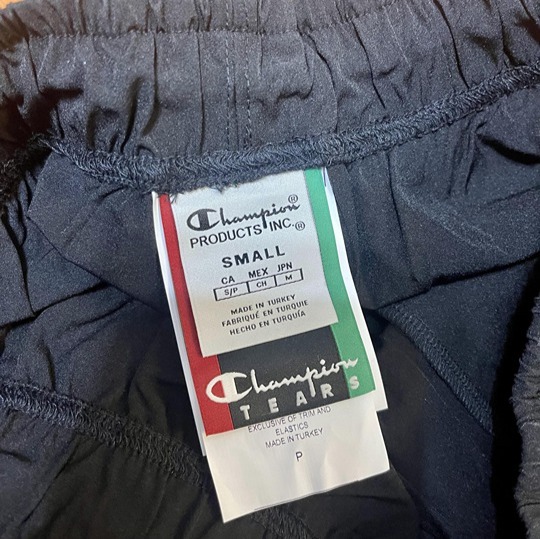 Champion®
PRODUCTS INC.®
SMALL
CA MEX JPN
S/P CH M
MADE IN TURKEY
FABRIQUÉ EN TURQUIE
HECHO EN TURQUÍA
Champion
TEARS
EXCLUSIVE OF TRIM AND
ELASTICS
MADE IN TURKEY
P